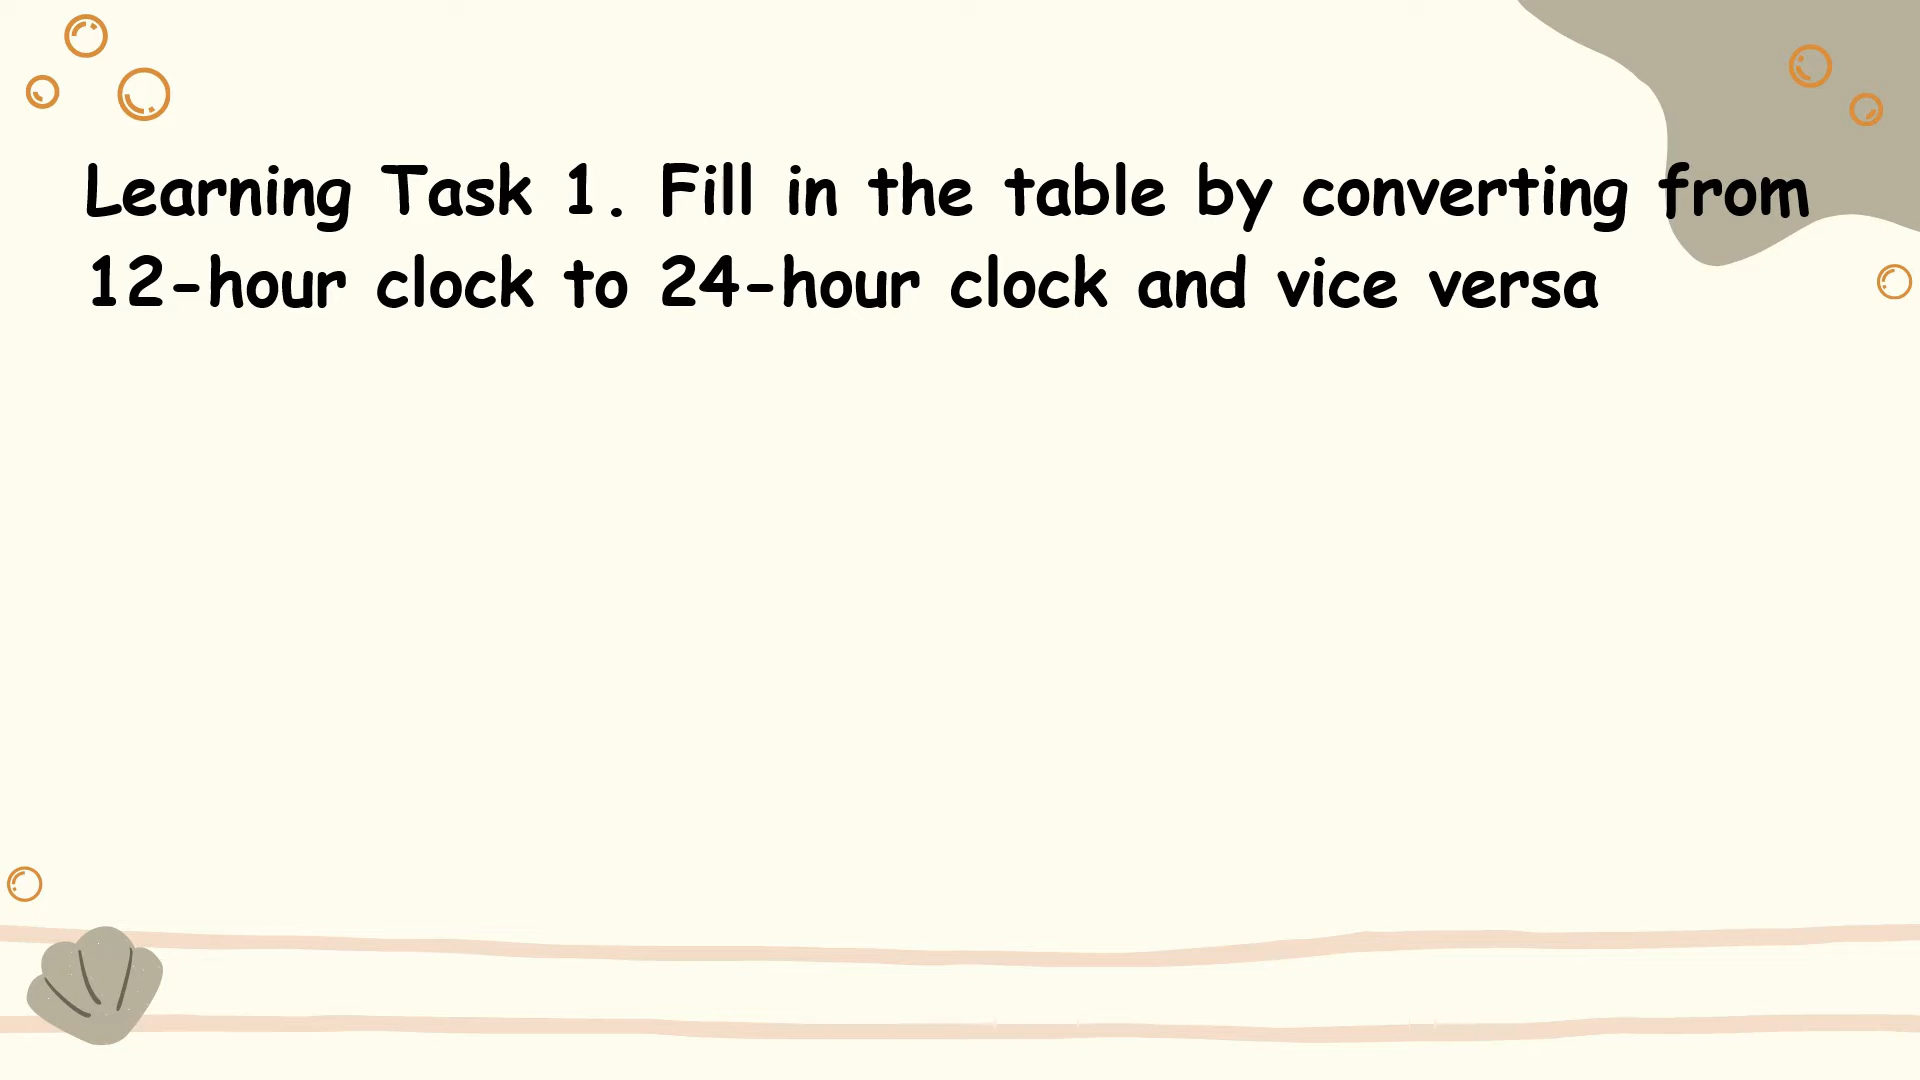 Learning Task 1. Fill in the table by converting from
12-hour clock to 24-hour clock and vice versa